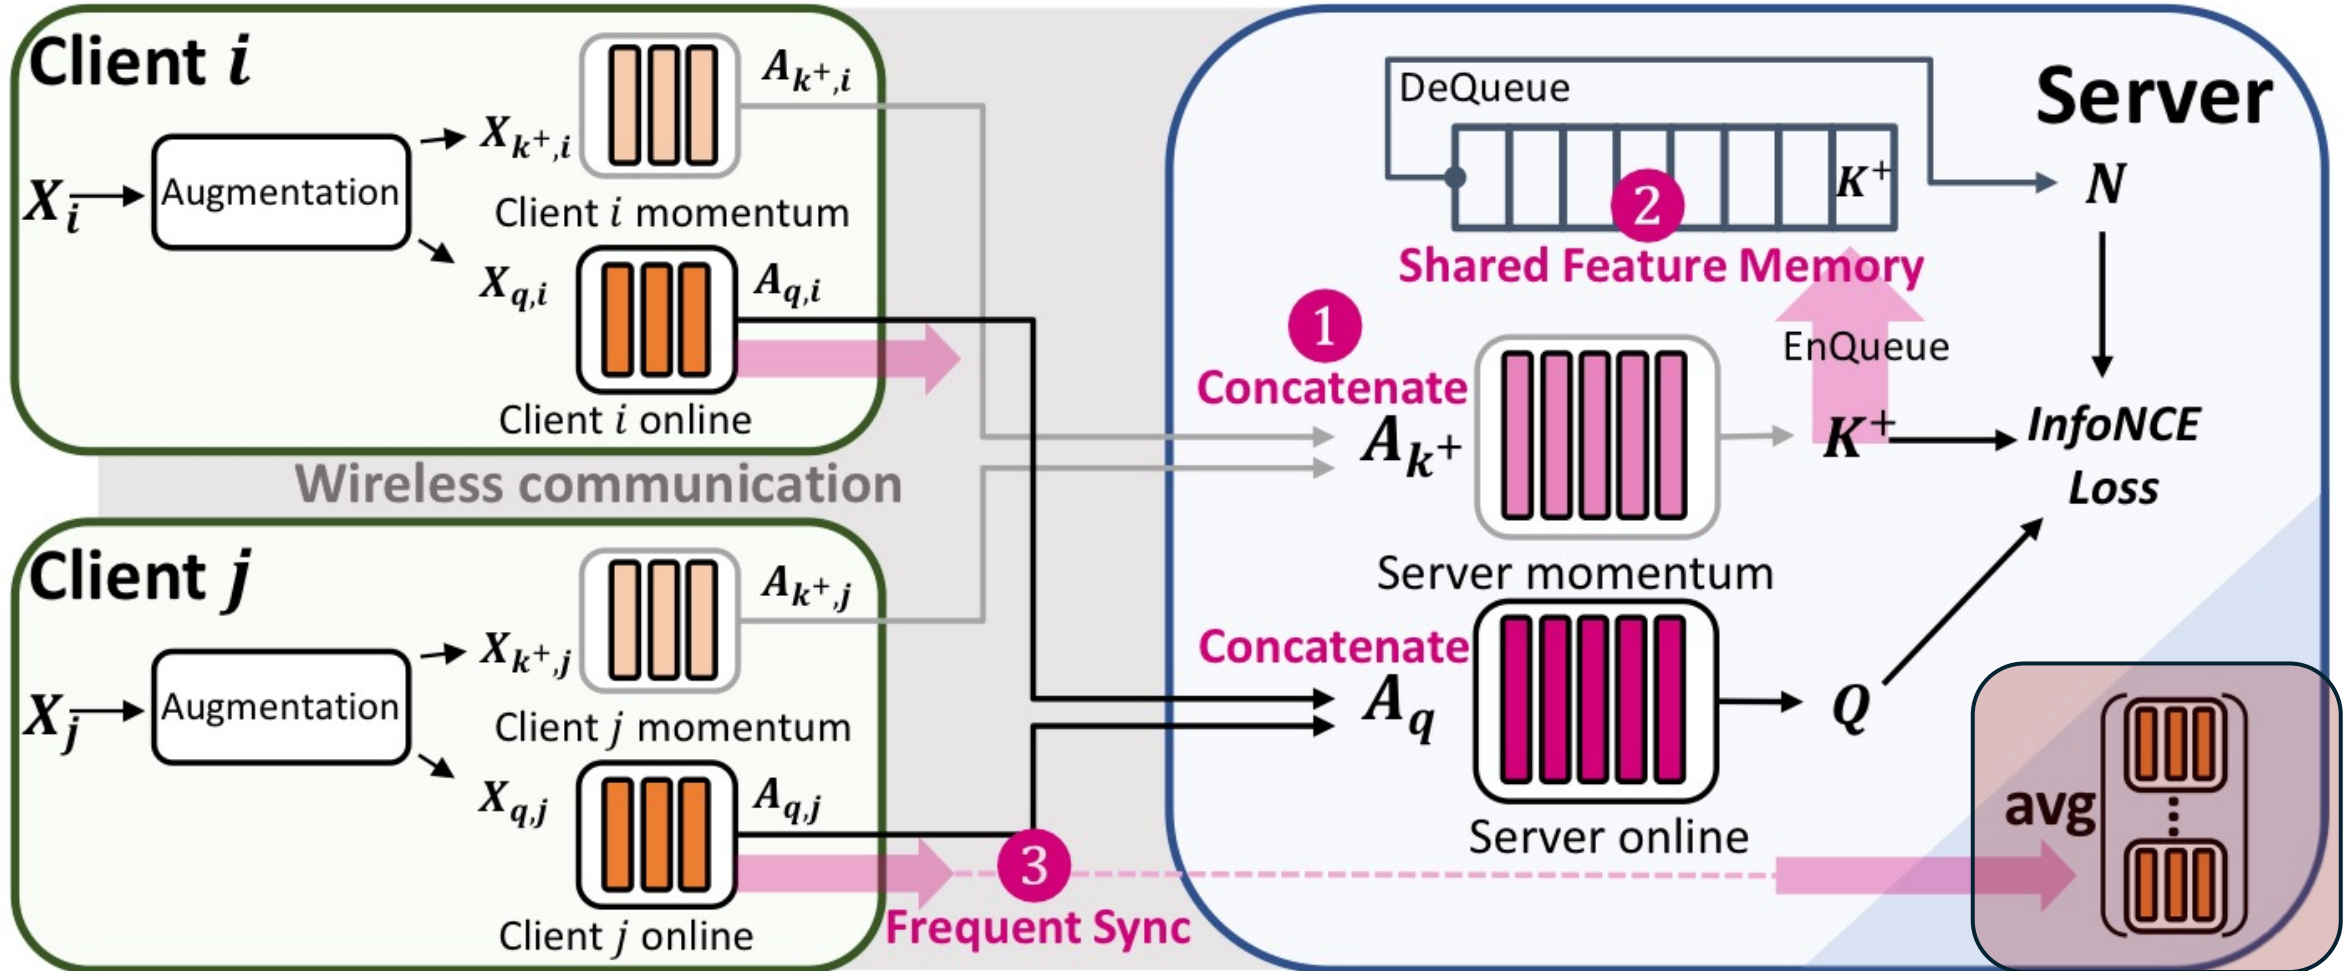 Client i
X_i
Augmentation
X_{k^+,i}
X_{q,i}
A_{k^+,i}
Client i momentum
A_{q,i}
Client i online
Wireless communication
Client j
X_j
Augmentation
X_{k^+,j}
X_{q,j}
A_{k^+,j}
Client j momentum
A_{q,j}
Client j online
3
Frequent Sync
Server
DeQueue
K^+
2
Shared Feature Memory
N
1
Concatenate
A_{k^+}
EnQueue
K^+
InfoNCE
Loss
Server momentum
Concatenate
A_q
Q
Server online
avg